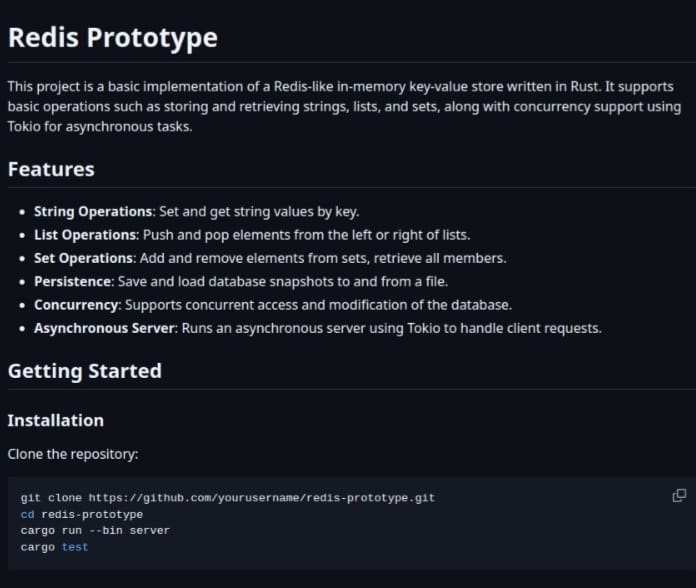 Redis Prototype
This project is a basic implementation of a Redis-like in-memory key-value store written in Rust. It supports
basic operations such as storing and retrieving strings, lists, and sets, along with concurrency support using
Tokio for asynchronous tasks.
Features
• String Operations: Set and get string values by key.
• List Operations: Push and pop elements from the left or right of lists.
• Set Operations: Add and remove elements from sets, retrieve all members.
• Persistence: Save and load database snapshots to and from a file.
• Concurrency: Supports concurrent access and modification of the database.
• Asynchronous Server: Runs an asynchronous server using Tokio to handle client requests.
Getting Started
Installation
Clone the repository:
git clone https://github.com/yourusername/redis-prototype.git
cd redis-prototype
cargo run --bin server
cargo test